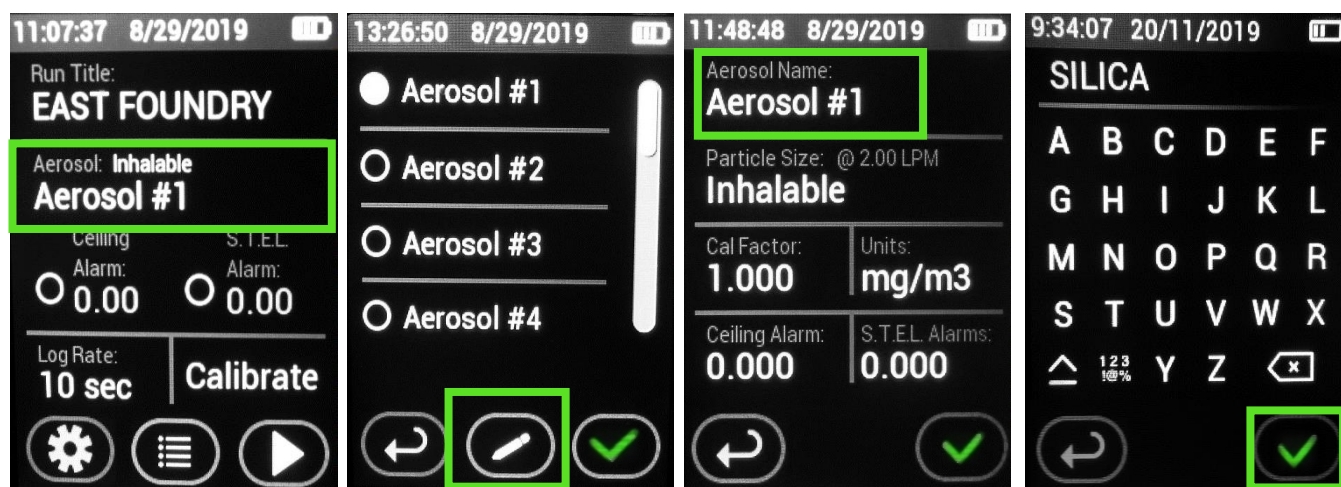 11:07:37 8/29/2019
Run Title:
EAST FOUNDRY
Aerosol: Inhalable
Aerosol #1
Ceiling S.T.E.L.
Alarm: Alarm:
0.00 0.00
Log Rate:
10 sec
Calibrate
13:26:50 8/29/2019
Aerosol #1
Aerosol #2
Aerosol #3
Aerosol #4
11:48:48 8/29/2019
Aerosol Name:
Aerosol #1
Particle Size: @ 2.00 LPM
Inhalable
Cal Factor: Units:
1.000 mg/m3
Ceiling Alarm: S.T.E.L. Alarms:
0.000 0.000
9:34:07 20/11/2019
SILICA
A B C D E F
G H I J K L
M N O P Q R
S T U V W X
123
!@% Y Z